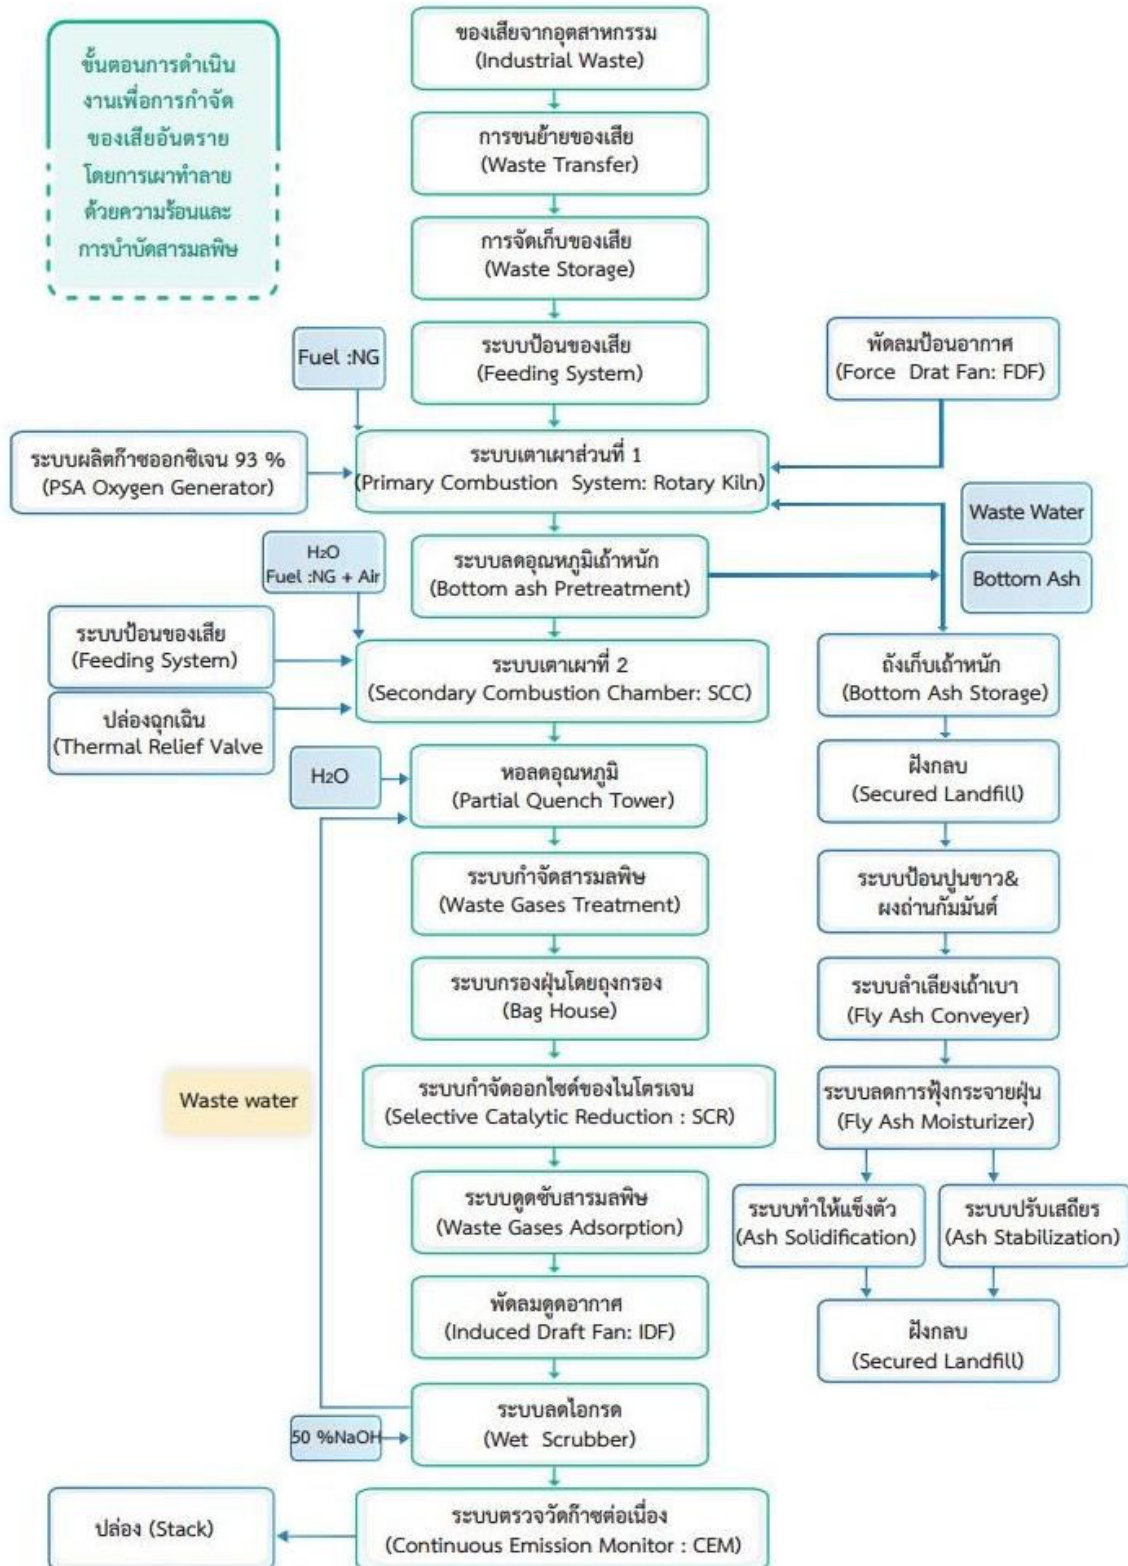 ขั้นตอนการดำเนิน
งานเพื่อการกำจัด
ของเสียอันตราย
โดยการเผาทำลาย
ด้วยความร้อนและ
การบำบัดสารมลพิษ
ของเสียจากอุตสาหกรรม
(Industrial Waste)
การขนย้ายของเสีย
(Waste Transfer)
การจัดเก็บของเสีย
(Waste Storage)
Fuel :NG
ระบบป้อนของเสีย
(Feeding System)
พัดลมป้อนอากาศ
(Force Drat Fan: FDF)
ระบบผลิตก๊าซออกซิเจน 93 %
(PSA Oxygen Generator)
ระบบเตาเผาส่วนที่ 1
(Primary Combustion System: Rotary Kiln)
Waste Water
H₂O
Fuel :NG + Air
ระบบลดอุณหภูมิเถ้าหนัก
(Bottom ash Pretreatment)
Bottom Ash
ระบบป้อนของเสีย
(Feeding System)
ระบบเตาเผาที่ 2
(Secondary Combustion Chamber: SCC)
ถังเก็บเถ้าหนัก
(Bottom Ash Storage)
ปล่องฉุกเฉิน
(Thermal Relief Valve
H₂O
หอลดอุณหภูมิ
(Partial Quench Tower)
ฝังกลบ
(Secured Landfill)
ระบบกำจัดสารมลพิษ
(Waste Gases Treatment)
ระบบป้อนปูนขาว&
ผงถ่านกัมมันต์
ระบบกรองฝุ่นโดยถุงกรอง
(Bag House)
ระบบลำเลียงเถ้าเบา
(Fly Ash Conveyer)
Waste water
ระบบกำจัดออกไซด์ของไนโตรเจน
(Selective Catalytic Reduction : SCR)
ระบบลดการฟุ้งกระจายฝุ่น
(Fly Ash Moisturizer)
ระบบดูดซับสารมลพิษ
(Waste Gases Adsorption)
ระบบทำให้แข็งตัว
(Ash Solidification)
ระบบปรับเสถียร
(Ash Stabilization)
พัดลมดูดอากาศ
(Induced Draft Fan: IDF)
ฝังกลบ
(Secured Landfill)
50 %NaOH
ระบบลดไอกรด
(Wet Scrubber)
ปล่อง (Stack)
ระบบตรวจวัดก๊าซต่อเนื่อง
(Continuous Emission Monitor : CEM)